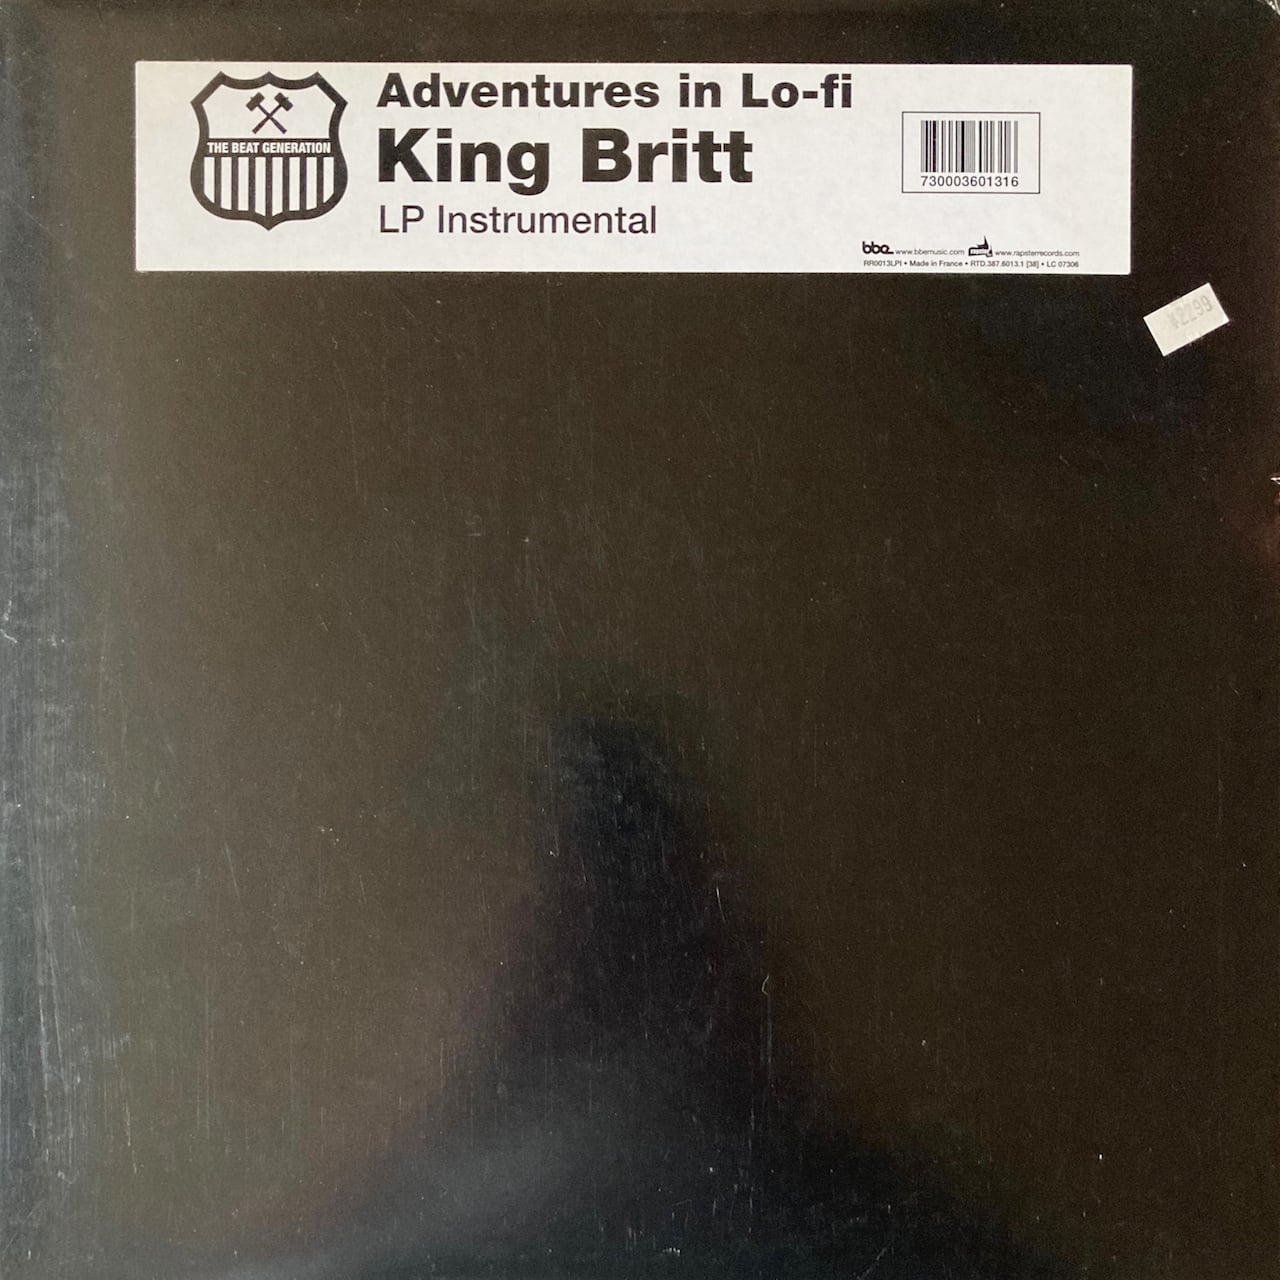 Adventures in Lo-fi
THE BEAT GENERATION
King Britt
LP Instrumental
730003601316
bbe www.bbemusic.com www.rapsterrecords.com
RR0013LPI • Made in France • RTD.387.6013.1 [38] • LC 07306
¥2299